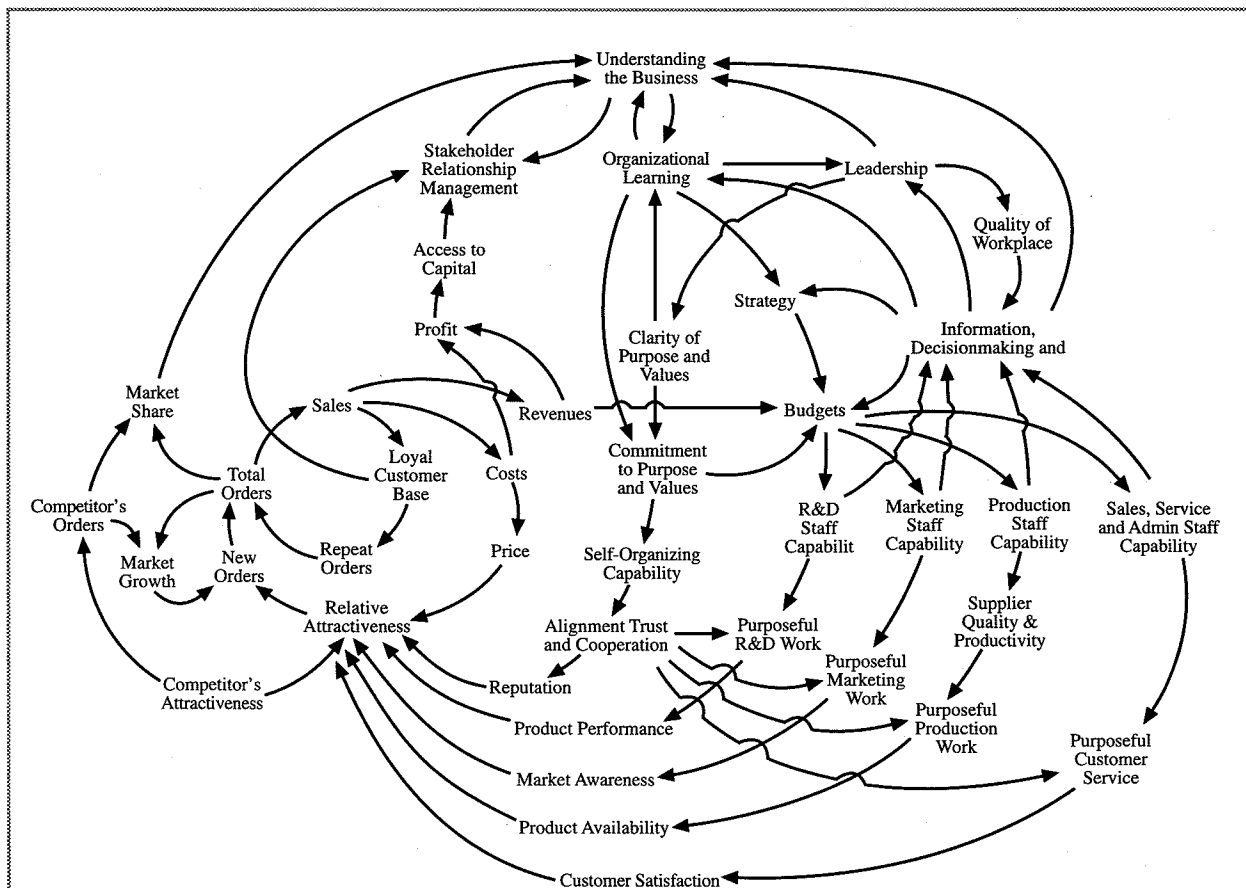 Understanding
the Business
Stakeholder
Relationship
Management
Organizational
Learning
Leadership
Quality of
Workplace
Access to
Capital
Strategy
Profit
Clarity of
Purpose and
Values
Information,
Decisionmaking and
Market
Share
Sales
Revenues
Budgets
Loyal
Customer
Base
Costs
Commitment
to Purpose
and Values
Total
Orders
Competitor's
Orders
R&D
Staff
Capabilit
Marketing
Staff
Capability
Production
Staff
Capability
Sales, Service
and Admin Staff
Capability
Market
Growth
New
Orders
Repeat
Orders
Price
Self-Organizing
Capability
Relative
Attractiveness
Alignment Trust
and Cooperation
Purposeful
R&D Work
Supplier
Quality &
Productivity
Competitor's
Attractiveness
Reputation
Purposeful
Marketing
Work
Product Performance
Purposeful
Production
Work
Purposeful
Customer
Service
Market Awareness
Product Availability
Customer Satisfaction